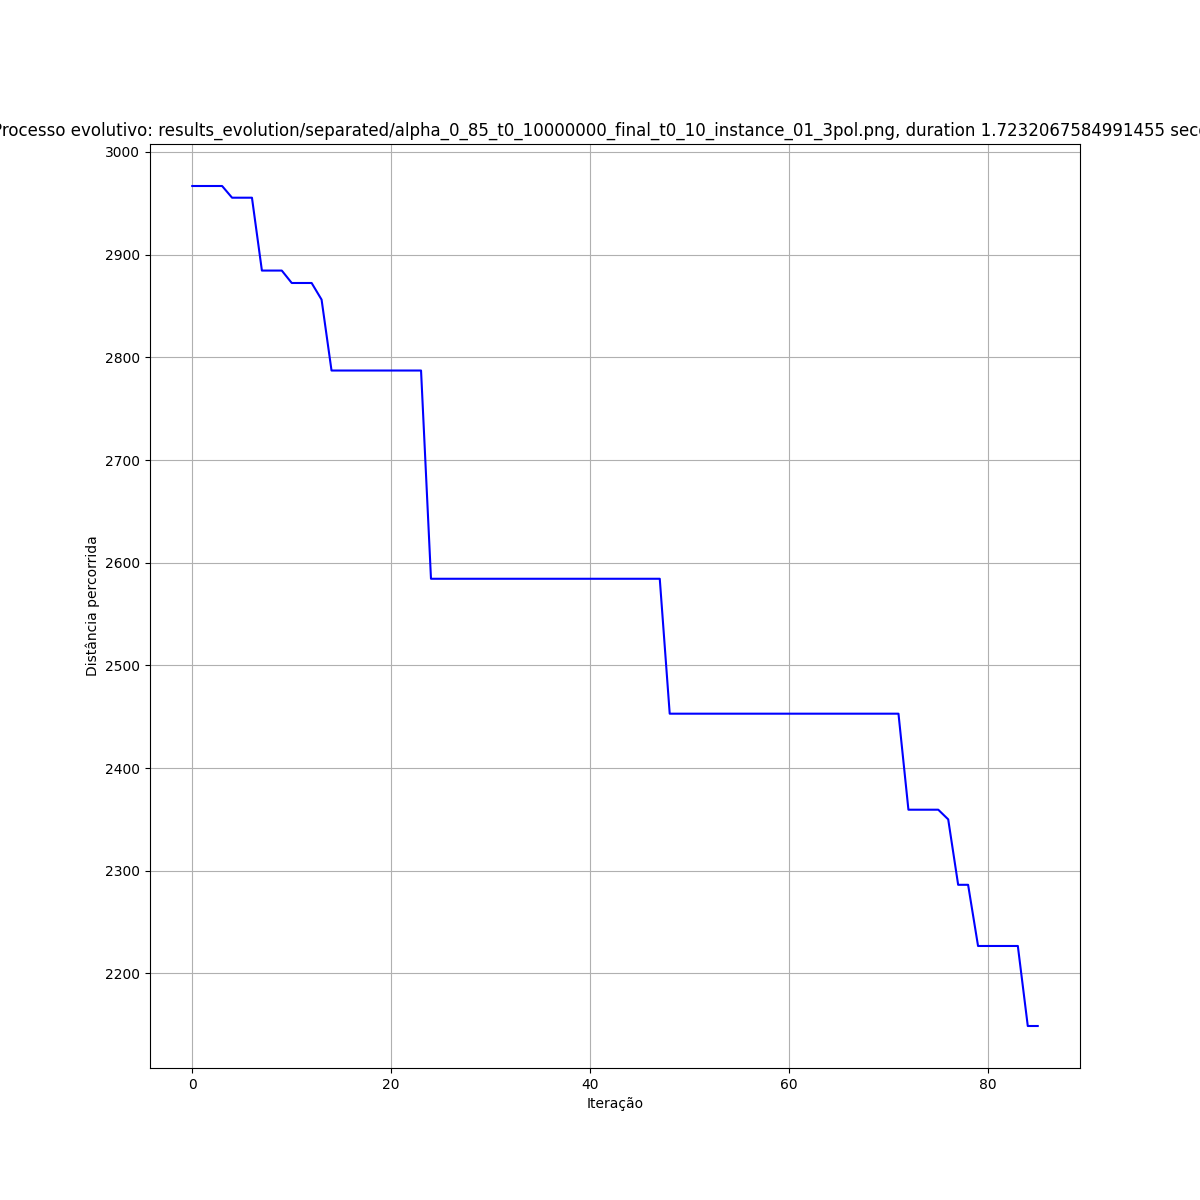 Processo evolutivo: results_evolution/separated/alpha_0_85_t0_10000000_final_t0_10_instance_01_3pol.png, duration 1.7232067584991455
3000
2900
2800
2700
2600
2500
2400
2300
2200
Distância percorrida
0 20 40 60 80
Iteração